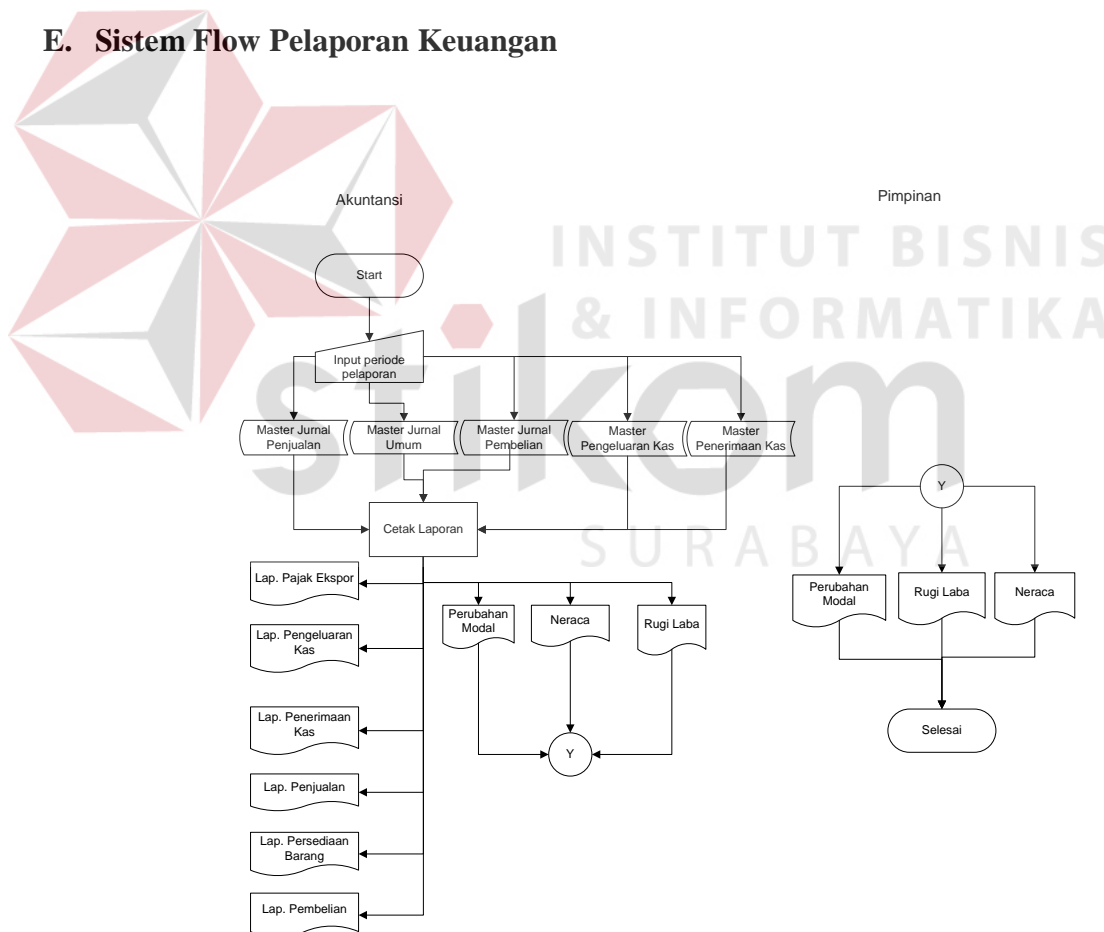 E. Sistem Flow Pelaporan Keuangan
Akuntansi
Pimpinan
INSTITUT BISNIS
& INFORMATIKA
stikom
SURABAYA
Start
Input periode
pelaporan
Master Jurnal
Penjualan
Master Jurnal
Umum
Master Jurnal
Pembelian
Master
Pengeluaran Kas
Master
Penerimaan Kas
Cetak Laporan
Lap. Pajak Ekspor
Lap. Pengeluaran
Kas
Lap. Penerimaan
Kas
Lap. Penjualan
Lap. Persediaan
Barang
Lap. Pembelian
Perubahan
Modal
Neraca
Rugi Laba
Y
Y
Perubahan
Modal
Rugi Laba
Neraca
Selesai